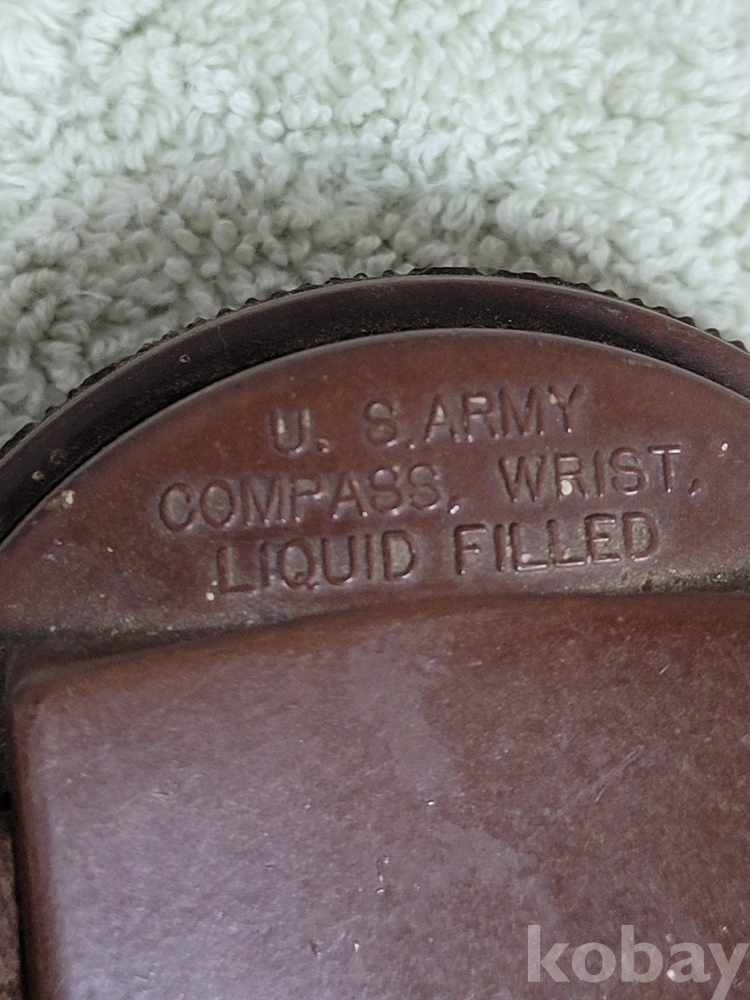 U. S. ARMY
COMPASS, WRIST,
LIQUID FILLED
kobay